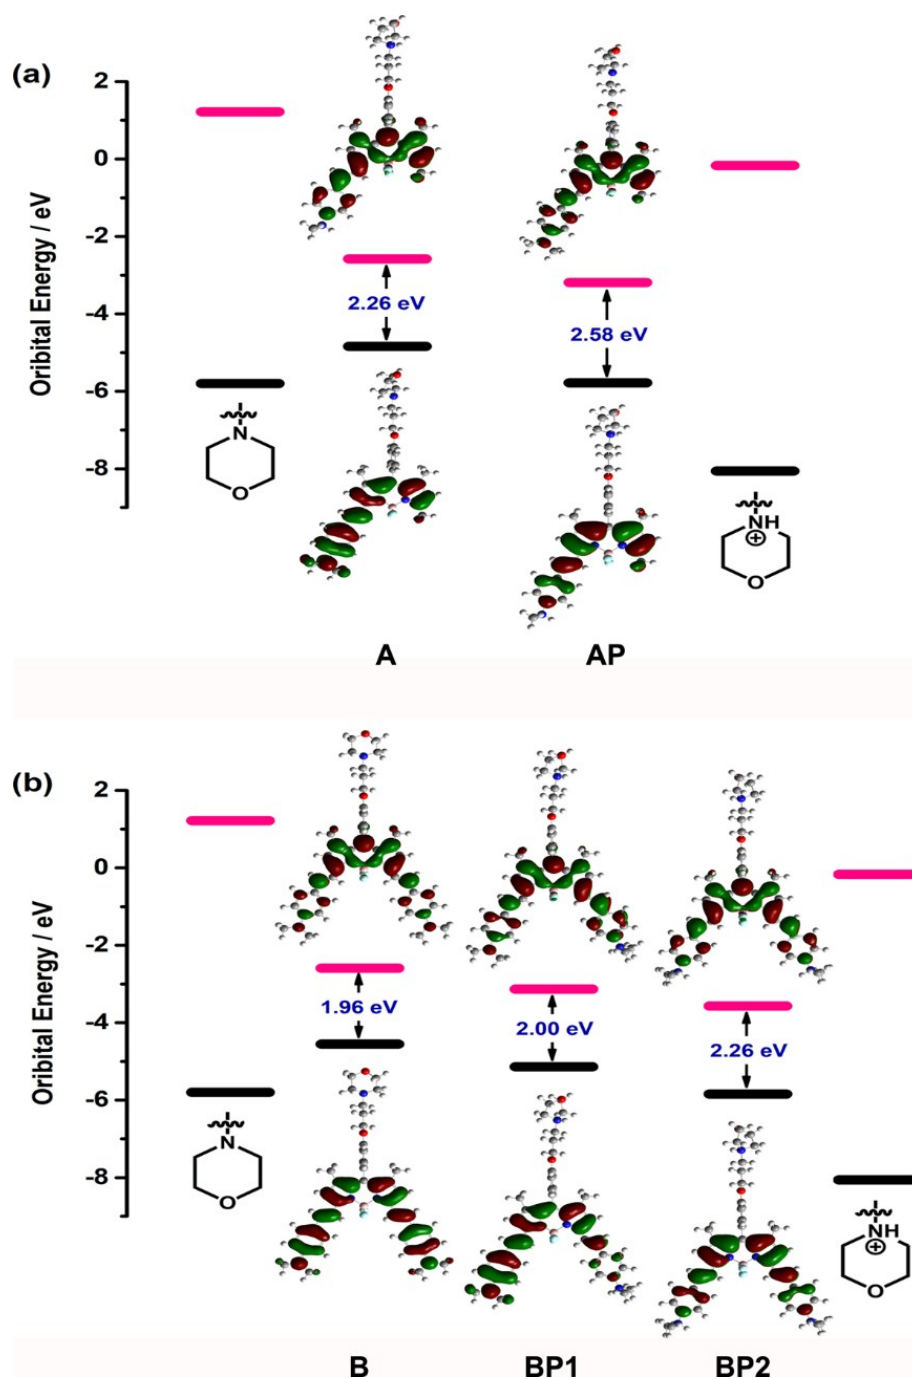 (a)
Oribital Energy / eV
2
0
-2
-4
-6
-8
2.26 eV
2.58 eV
N
O
NH
⊕
O
A
AP
(b)
Oribital Energy / eV
2
0
-2
-4
-6
-8
1.96 eV
2.00 eV
2.26 eV
N
O
NH
⊕
O
B
BP1
BP2